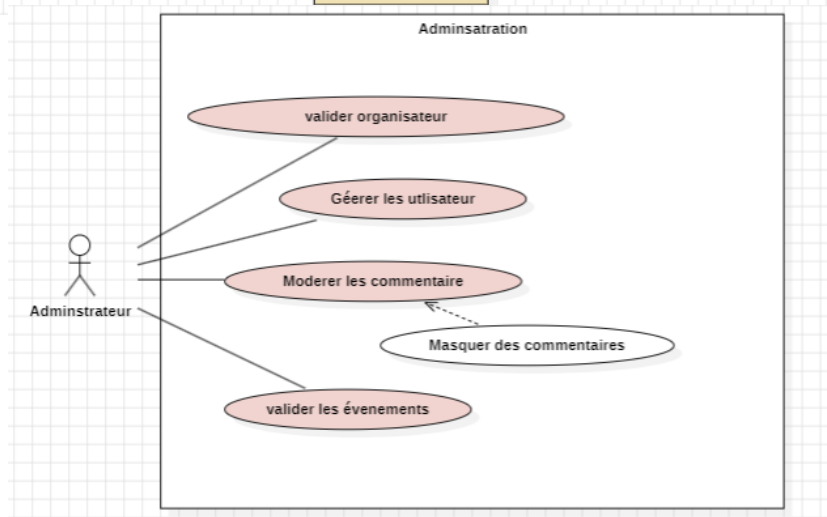 Adminsatration
valider organisateur
Géerer les utlisateur
Moderer les commentaire
Adminstrateur
Masquer des commentaires
valider les évenements